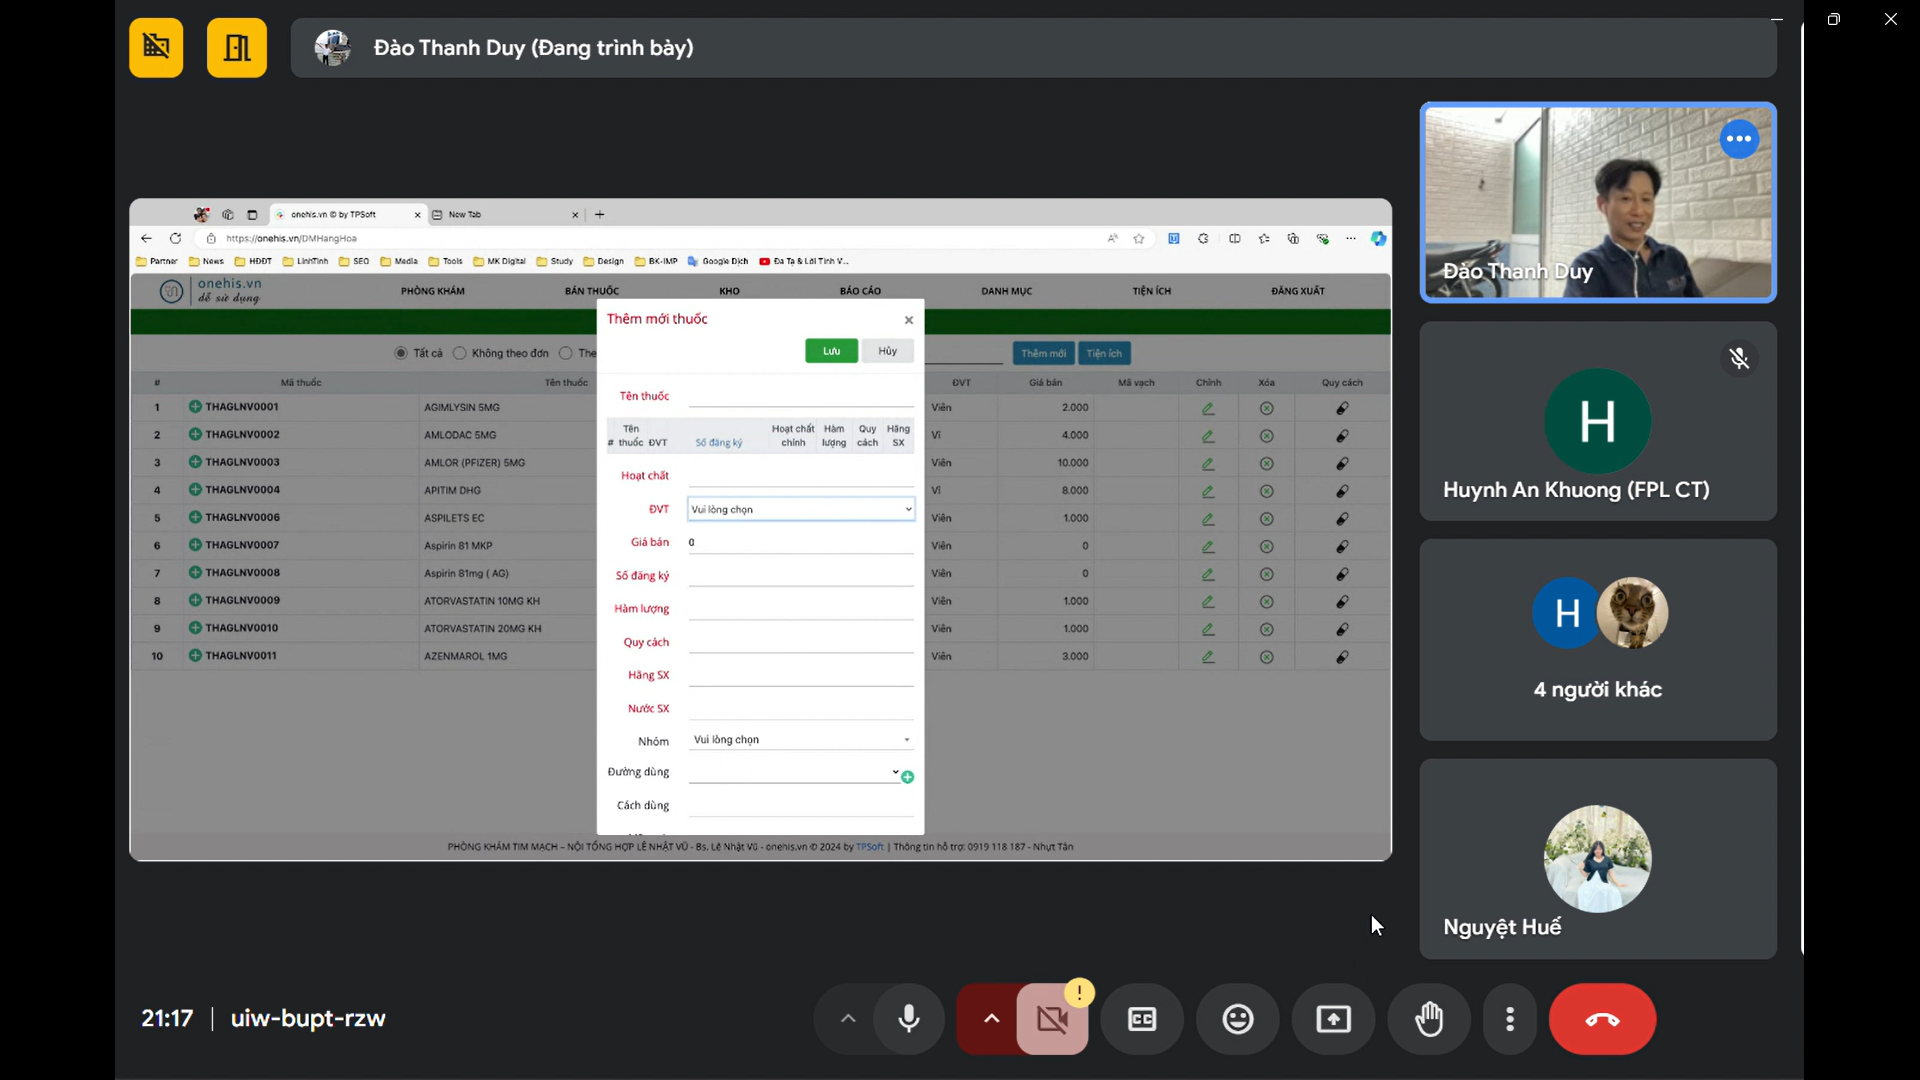 Đào Thanh Duy (Đang trình bày)
onehis.vn © by TPSoft
New Tab
https://onehis.vn/DMHangHoa
Partner News HĐĐT LinhTinh SEO Media Tools MK Digital Study Design BK-IMP Google Dịch Đa Tạ & Lời Tình V...
onehis.vn
dễ sử dụng
PHÒNG KHÁM BÁN THUỐC KHO BÁO CÁO DANH MỤC TIỆN ÍCH ĐĂNG XUẤT
Tất cả Không theo đơn The
Thêm mới Tiện ích
# Mã thuốc Tên thuốc ĐVT Giá bán Mã vạch Chỉnh Xóa Quy cách
1 THAGLNV0001 AGIMLYSIN 5MG Viên 2.000
2 THAGLNV0002 AMLODAC 5MG Vỉ 4.000
3 THAGLNV0003 AMLOR (PFIZER) 5MG Viên 10.000
4 THAGLNV0004 APITIM DHG Vỉ 8.000
5 THAGLNV0006 ASPILETS EC Viên 1.000
6 THAGLNV0007 Aspirin 81 MKP Viên 0
7 THAGLNV0008 Aspirin 81mg ( AG) Viên 0
8 THAGLNV0009 ATORVASTATIN 10MG KH Viên 1.000
9 THAGLNV0010 ATORVASTATIN 20MG KH Viên 1.000
10 THAGLNV0011 AZENMAROL 1MG Viên 3.000
Thêm mới thuốc
Lưu Hủy
Tên thuốc
# Tên thuốc ĐVT Số đăng ký Hoạt chất chính Hàm lượng Quy cách Hãng SX
Hoạt chất
ĐVT Vui lòng chọn
Giá bán 0
Số đăng ký
Hàm lượng
Quy cách
Hãng SX
Nước SX
Nhóm Vui lòng chọn
Đường dùng
Cách dùng
PHÒNG KHÁM TIM MẠCH – NỘI TỔNG HỢP LÊ NHẬT VŨ - Bs. Lê Nhật Vũ - onehis.vn © 2024 by TPSoft | Thông tin hỗ trợ: 0919 118 187 - Nhựt Tân
Đào Thanh Duy
H
Huynh An Khuong (FPL CT)
H
4 người khác
Nguyệt Huế
21:17 | uiw-bupt-rzw
CC